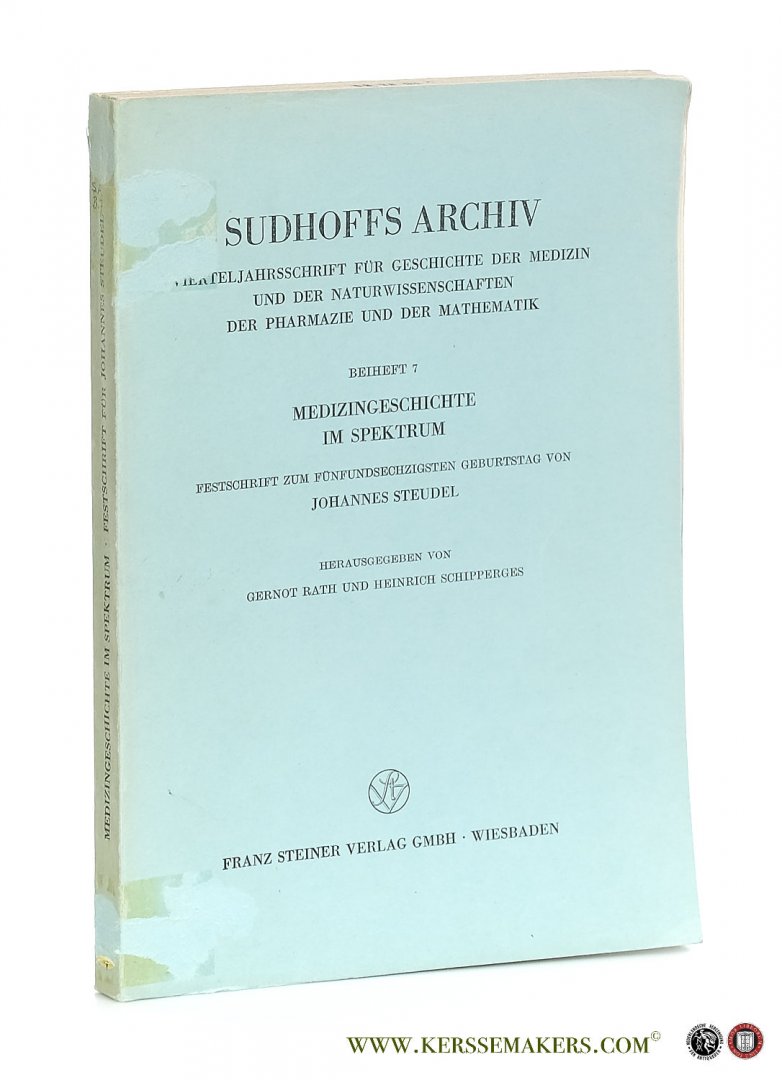 SUDHOFFS ARCHIV
VIERTELJAHRSSCHRIFT FÜR GESCHICHTE DER MEDIZIN
UND DER NATURWISSENSCHAFTEN
DER PHARMAZIE UND DER MATHEMATIK
BEIHEFT 7
MEDIZINGESCHICHTE
IM SPEKTRUM
FESTSCHRIFT ZUM FÜNFUNDSECHZIGSTEN GEBURTSTAG VON
JOHANNES STEUDEL
HERAUSGEGEBEN VON
GERNOT RATH UND HEINRICH SCHIPPERGES
FRANZ STEINER VERLAG GMBH · WIESBADEN
MEDIZINGESCHICHTE IM SPEKTRUM · FESTSCHRIFT FÜR JOHANNES STEUDEL
WWW.KERSSEMAKERS.COM©